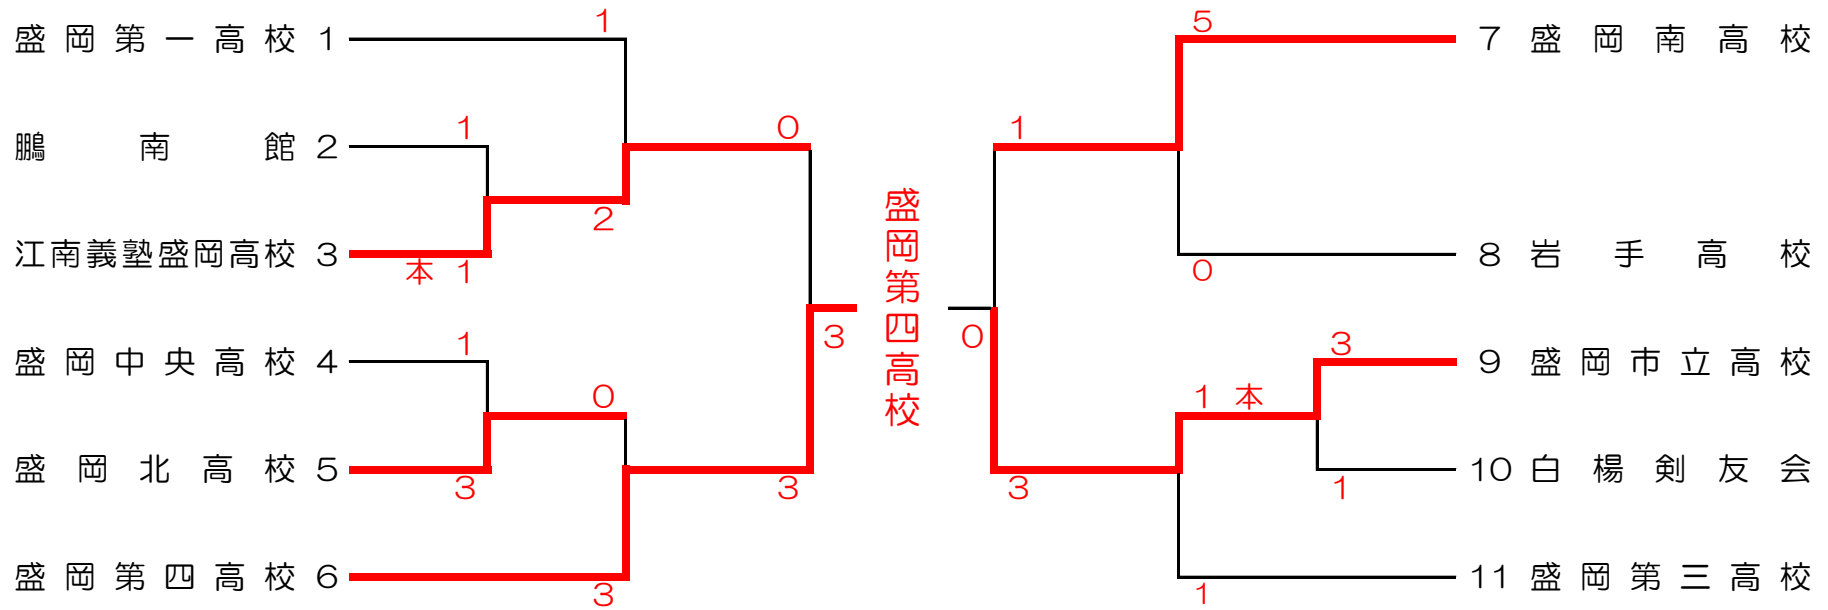 盛岡第一高校 1
1
鵬南館 2
1
江南義塾盛岡高校 3
本 1
2
0
盛岡中央高校 4
1
盛岡北高校 5
3
0
盛岡第四高校 6
3
3
3
盛岡第四高校
0
5
7 盛岡南高校
1
8 岩手高校
0
3
9 盛岡市立高校
1 本
10 白楊剣友会
1
3
11 盛岡第三高校
1